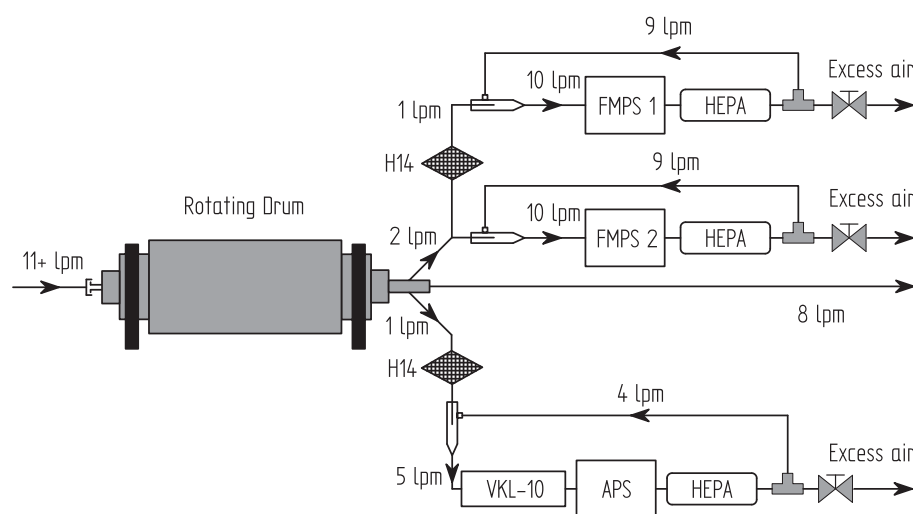 9 lpm
Excess air
10 lpm
1 lpm
FMPS 1
HEPA
H14
9 lpm
Excess air
Rotating Drum
10 lpm
2 lpm
FMPS 2
HEPA
11+ lpm
8 lpm
1 lpm
H14
4 lpm
Excess air
5 lpm
VKL-10
APS
HEPA